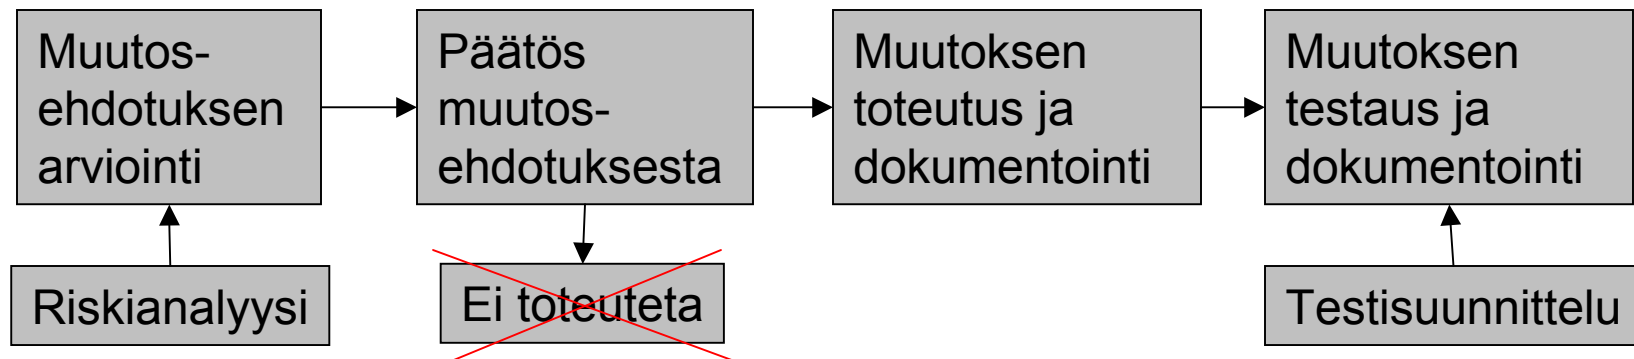 Muutos-
ehdotuksen
arviointi
Päätös
muutos-
ehdotuksesta
Muutoksen
toteutus ja
dokumentointi
Muutoksen
testaus ja
dokumentointi
Riskianalyysi
Ei toteuteta
Testisuunnittelu